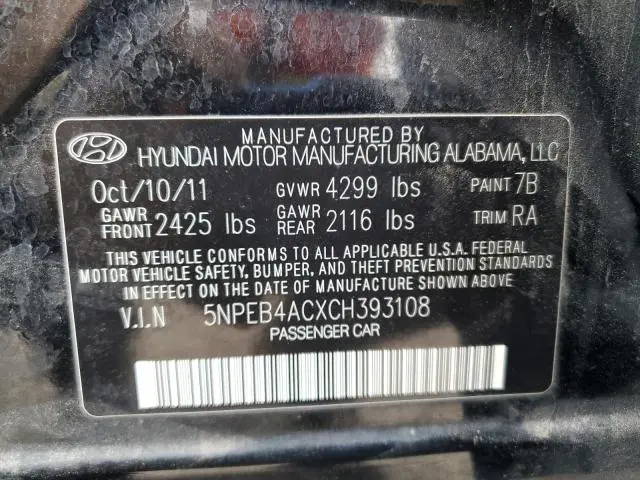 MANUFACTURED BY
HYUNDAI MOTOR MANUFACTURING ALABAMA, LLC
Oct/10/11 GVWR 4299 lbs PAINT 7B
GAWR FRONT 2425 lbs GAWR REAR 2116 lbs TRIM RA
THIS VEHICLE CONFORMS TO ALL APPLICABLE U.S.A. FEDERAL
MOTOR VEHICLE SAFETY, BUMPER, AND THEFT PREVENTION STANDARDS
IN EFFECT ON THE DATE OF MANUFACTURE SHOWN ABOVE.
V.I.N 5NPEB4ACXCH393108
PASSENGER CAR